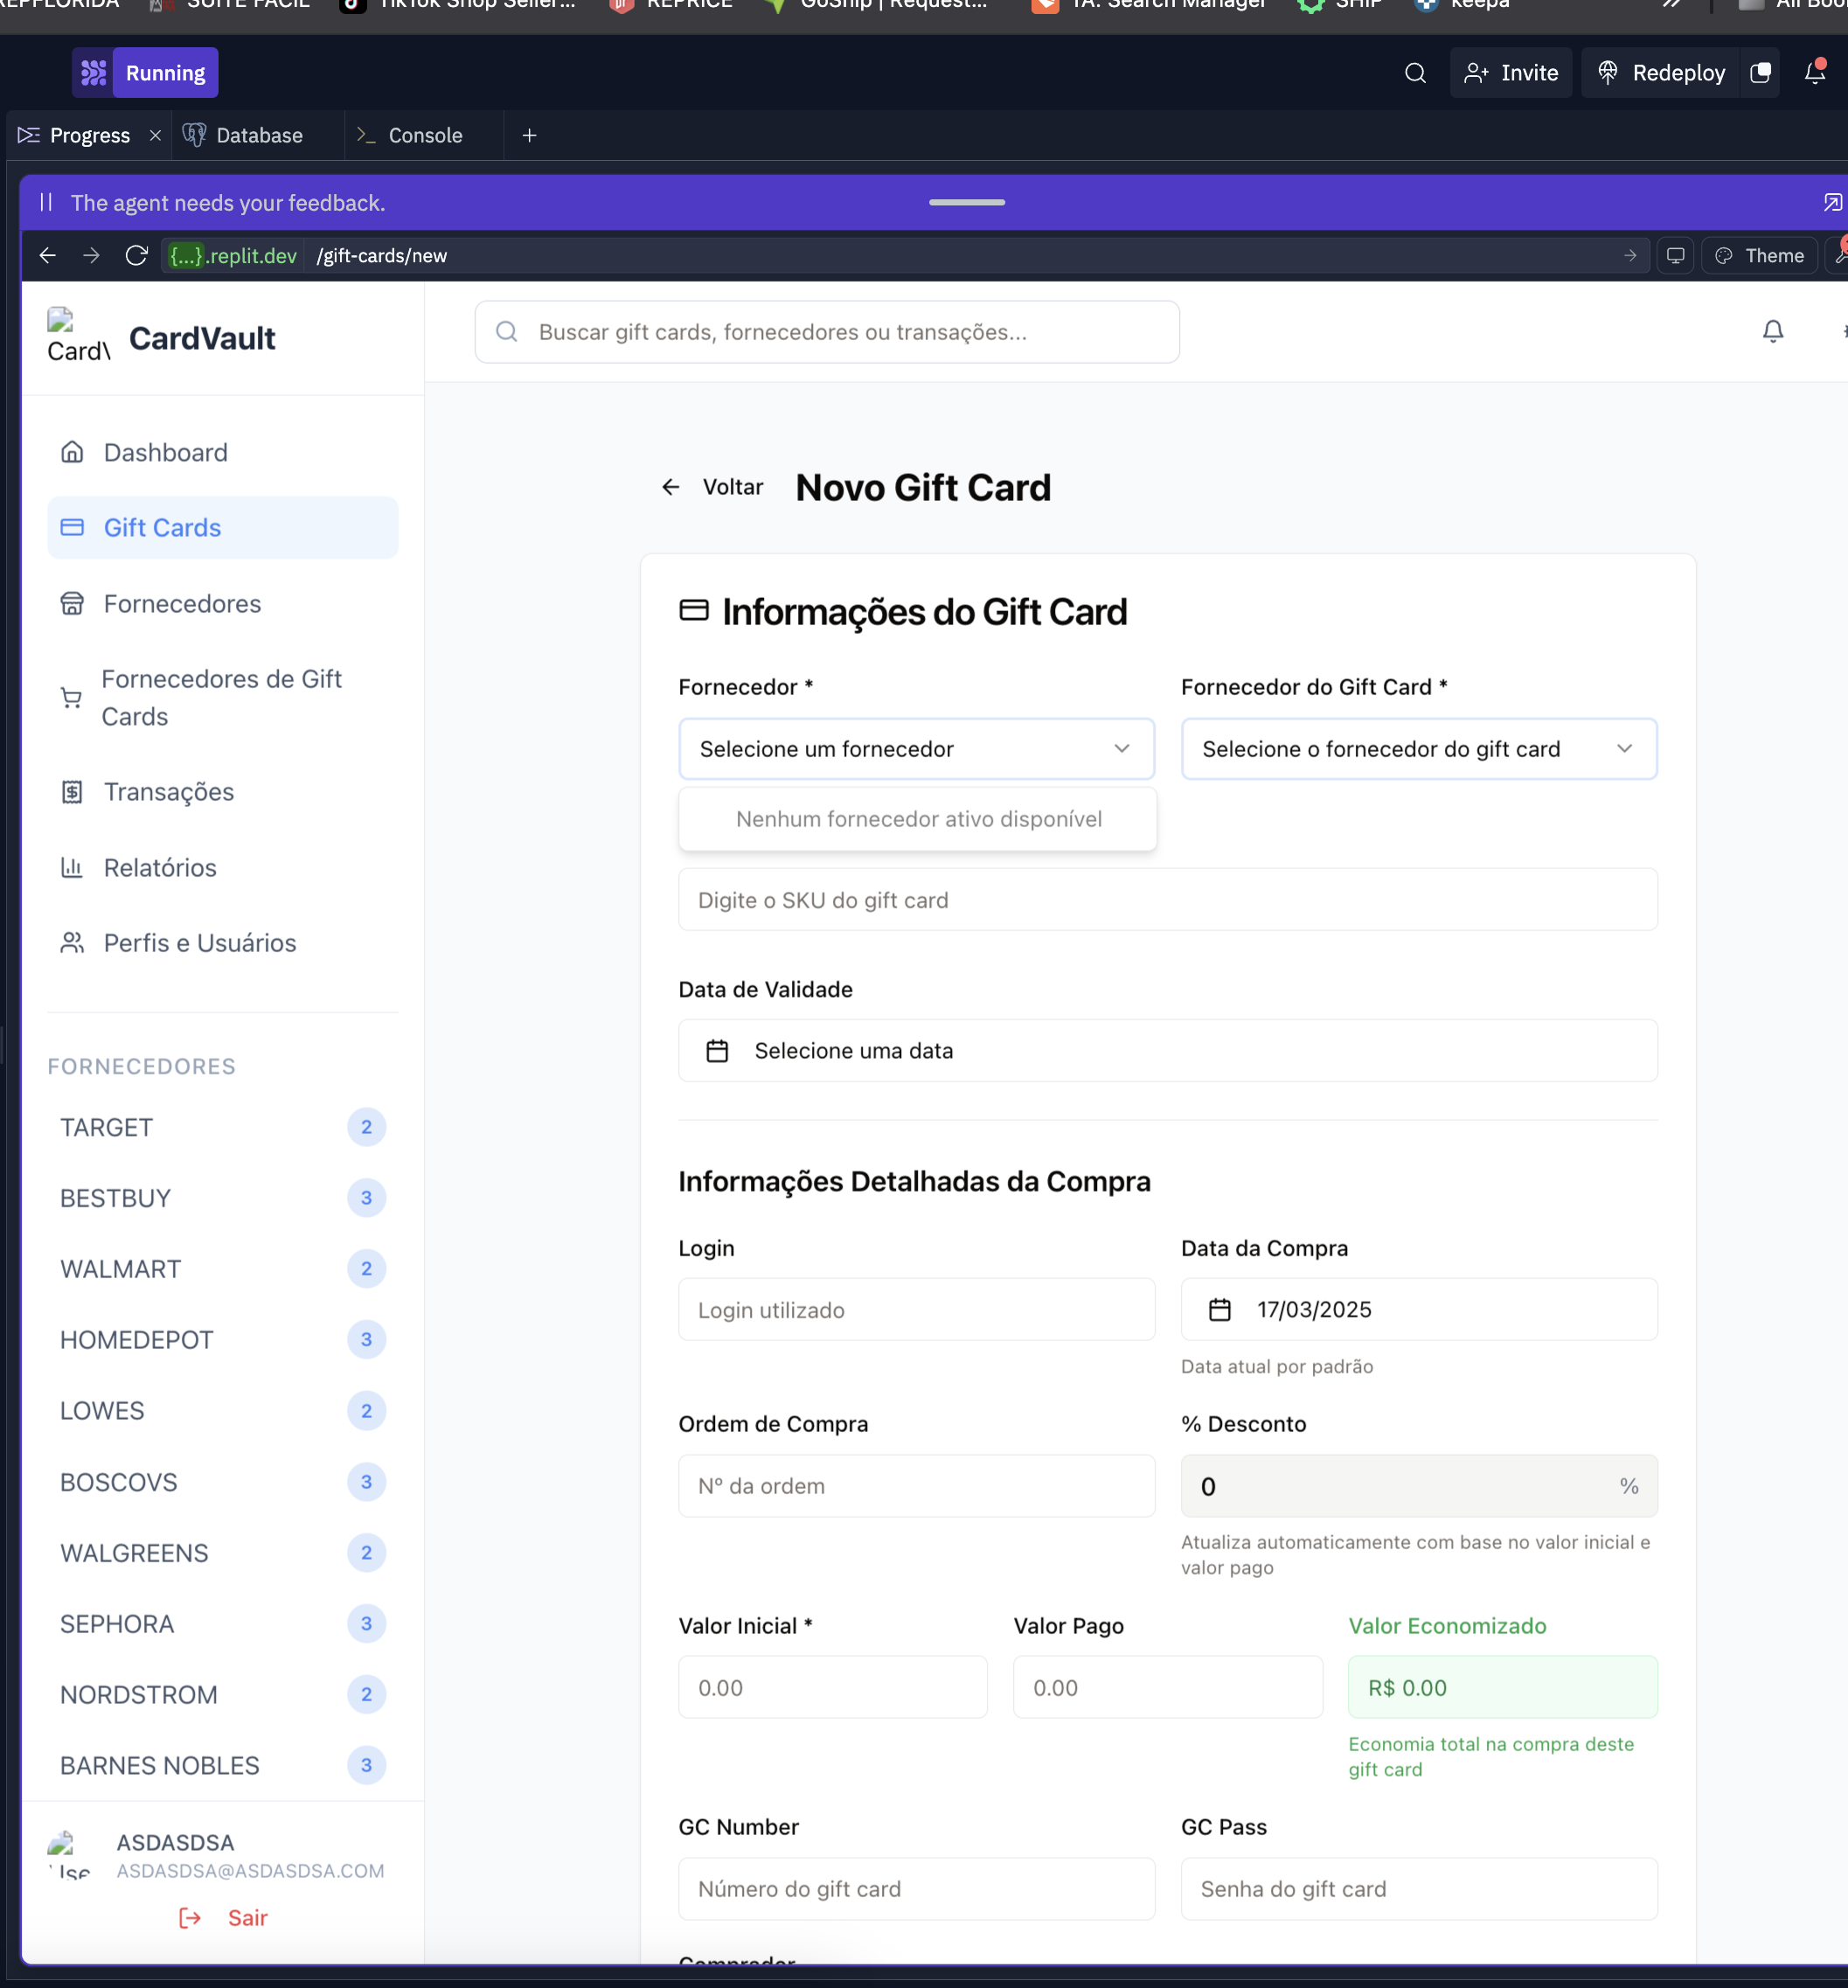 REPFLORIDA SUITE FACIL TikTok Shop Seller... REPRICE GoShip | Request... TA: Search Manager SHIP keepa
Running
Invite
Redeploy
Progress
Database
Console
The agent needs your feedback.
{...}.replit.dev /gift-cards/new
Theme
CardV
CardVault
Buscar gift cards, fornecedores ou transações...
Dashboard
Gift Cards
Fornecedores
Fornecedores de Gift
Cards
Transações
Relatórios
Perfis e Usuários
FORNECEDORES
TARGET 2
BESTBUY 3
WALMART 2
HOMEDEPOT 3
LOWES 2
BOSCOVS 3
WALGREENS 2
SEPHORA 3
NORDSTROM 2
BARNES NOBLES 3
Use
ASDASDSA
ASDASDSA@ASDASDSA.COM
Sair
Voltar
Novo Gift Card
Informações do Gift Card
Fornecedor *
Fornecedor do Gift Card *
Selecione um fornecedor
Selecione o fornecedor do gift card
Nenhum fornecedor ativo disponível
Digite o SKU do gift card
Data de Validade
Selecione uma data
Informações Detalhadas da Compra
Login
Data da Compra
Login utilizado
17/03/2025
Data atual por padrão
Ordem de Compra
% Desconto
Nº da ordem
0 %
Atualiza automaticamente com base no valor inicial e
valor pago
Valor Inicial *
Valor Pago
Valor Economizado
0.00
0.00
R$ 0.00
Economia total na compra deste
gift card
GC Number
GC Pass
Número do gift card
Senha do gift card
Comprador